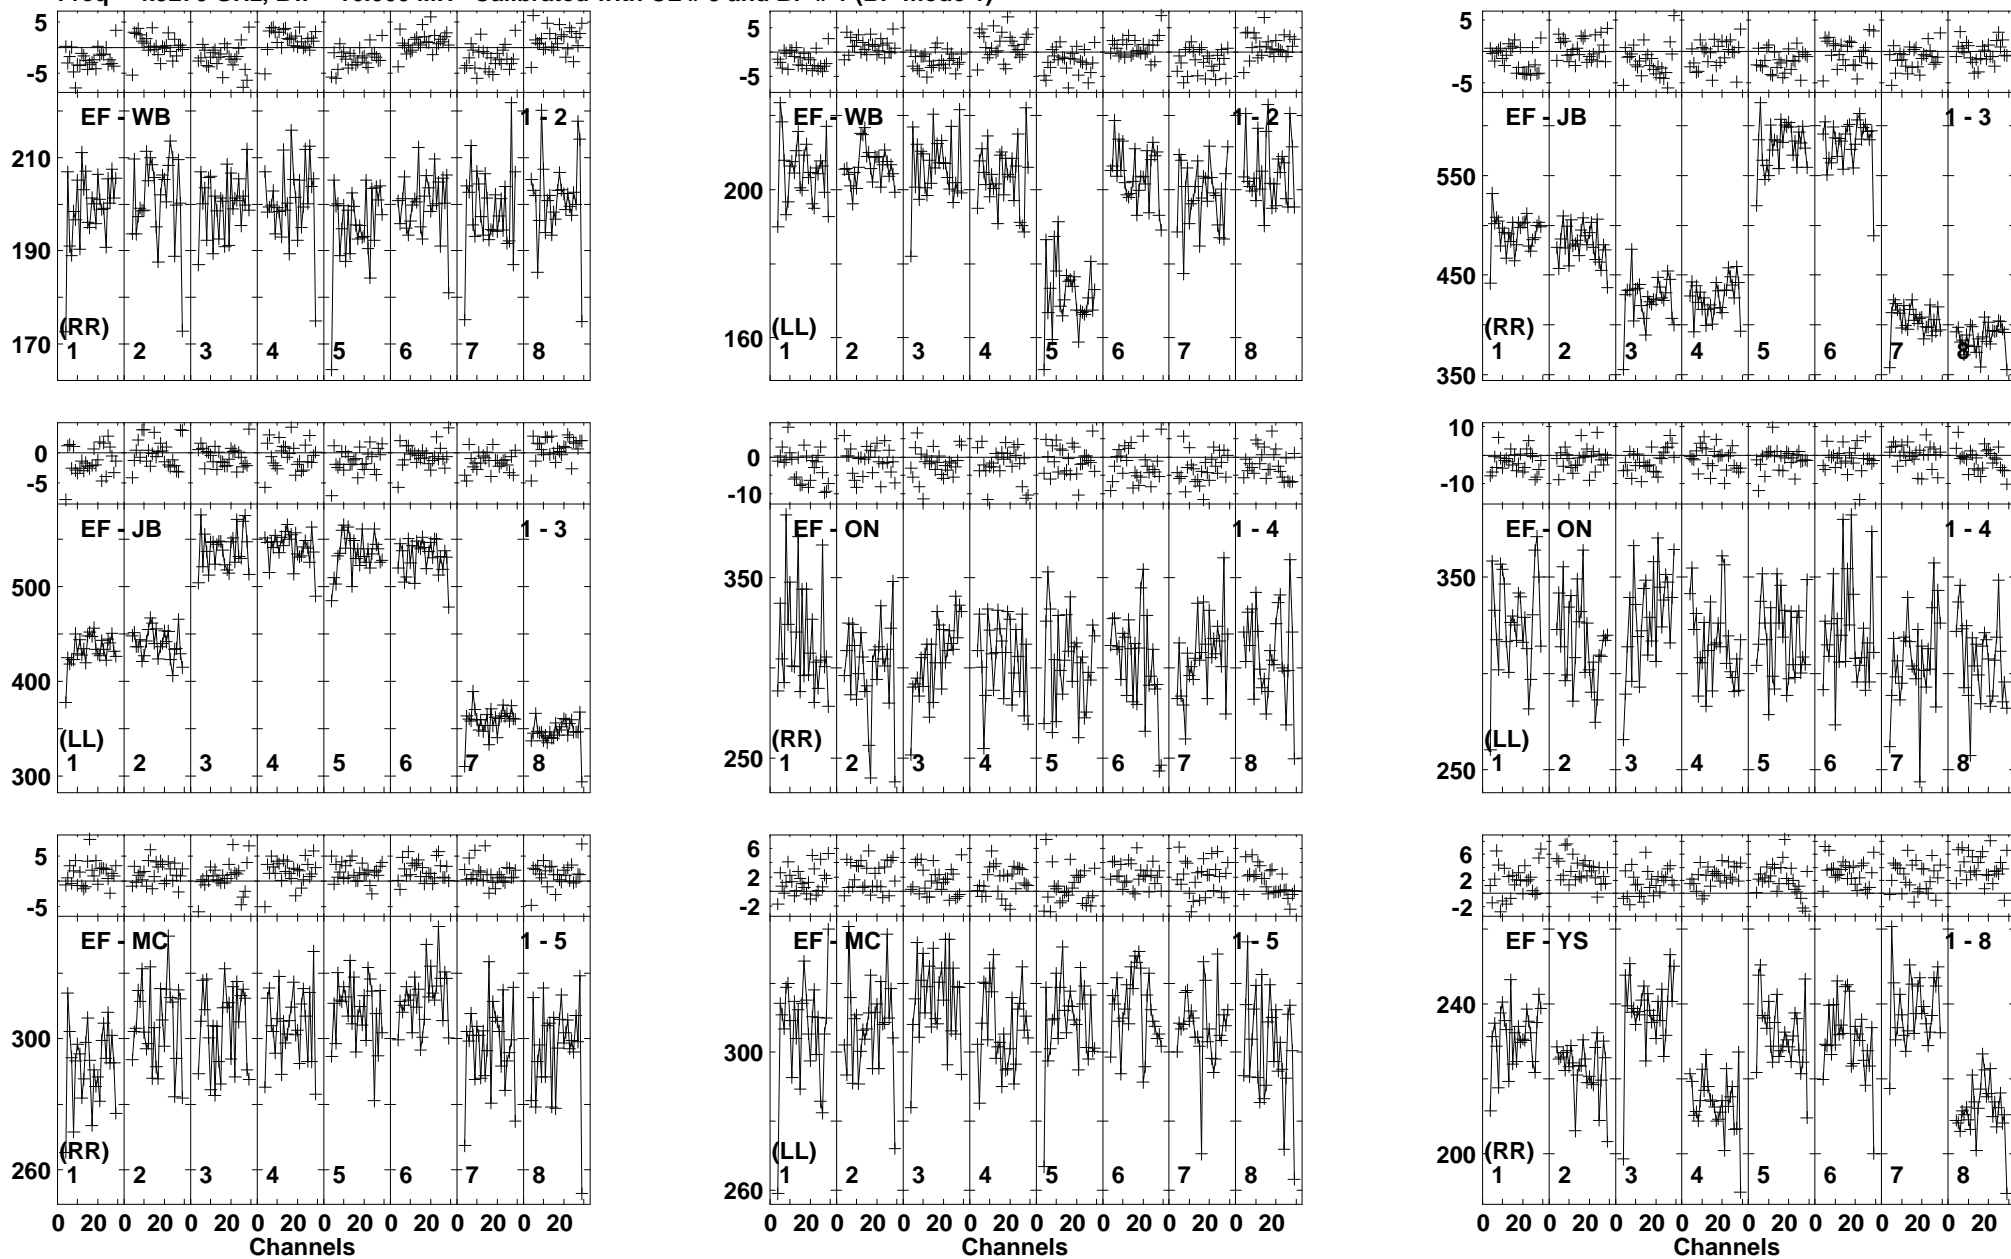 5 5 5
-5 -5 -5
EF - WB 1 - 2 EF - WB 1 - 2 EF - JB 1 - 3
210 200 550
190 160 450
170 350
(RR) (LL) (RR)
1 2 3 4 5 6 7 8 1 2 3 4 5 6 7 8 1 2 3 4 5 6 7 8
0 0 10
-5 -10 -10
EF - JB 1 - 3 EF - ON 1 - 4 EF - ON 1 - 4
500 350 350
400 250 250
300
(LL) (RR) (LL)
1 2 3 4 5 6 7 8 1 2 3 4 5 6 7 8 1 2 3 4 5 6 7 8
5 6 6
-5 2 2
-2 -2
EF - MC 1 - 5 EF - MC 1 - 5 EF - YS 1 - 8
300 300 240
260 260 200
(RR) (LL) (RR)
1 2 3 4 5 6 7 8 1 2 3 4 5 6 7 8 1 2 3 4 5 6 7 8
0 20 0 20 0 20 0 20 0 20 0 20 0 20 0 20 0 20 0 20 0 20 0 20 0 20 0 20 0 20 0 20 0 20 0 20 0 20 0 20 0 20 0 20 0 20 0 20
Channels Channels Channels